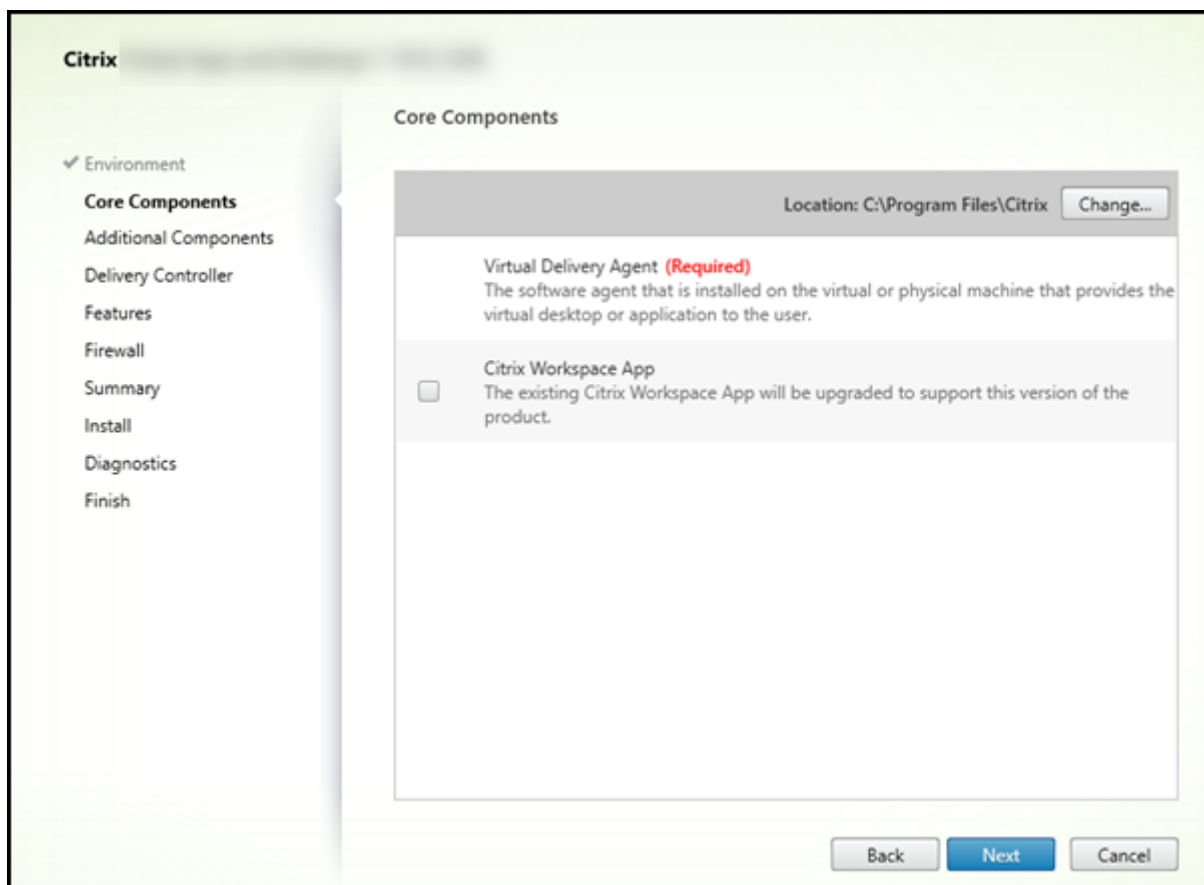 Citrix
Core Components
Environment
Core Components
Additional Components
Delivery Controller
Features
Firewall
Summary
Install
Diagnostics
Finish
Location: C:\Program Files\Citrix
Change...
Virtual Delivery Agent (Required)
The software agent that is installed on the virtual or physical machine that provides the
virtual desktop or application to the user.
Citrix Workspace App
The existing Citrix Workspace App will be upgraded to support this version of the
product.
Back
Next
Cancel